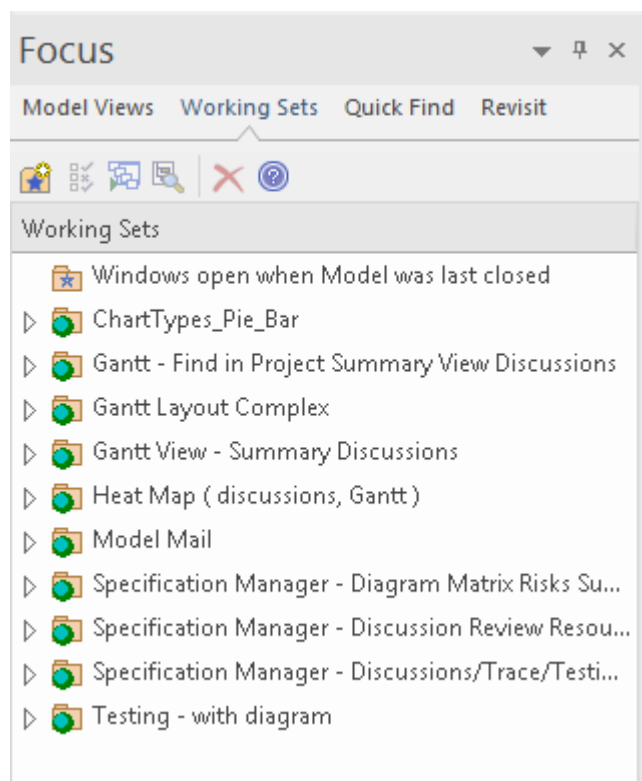 Focus
Model Views Working Sets Quick Find Revisit
Working Sets
Windows open when Model was last closed
ChartTypes_Pie_Bar
Gantt - Find in Project Summary View Discussions
Gantt Layout Complex
Gantt View - Summary Discussions
Heat Map ( discussions, Gantt )
Model Mail
Specification Manager - Diagram Matrix Risks Su...
Specification Manager - Discussion Review Resou...
Specification Manager - Discussions/Trace/Testi...
Testing - with diagram